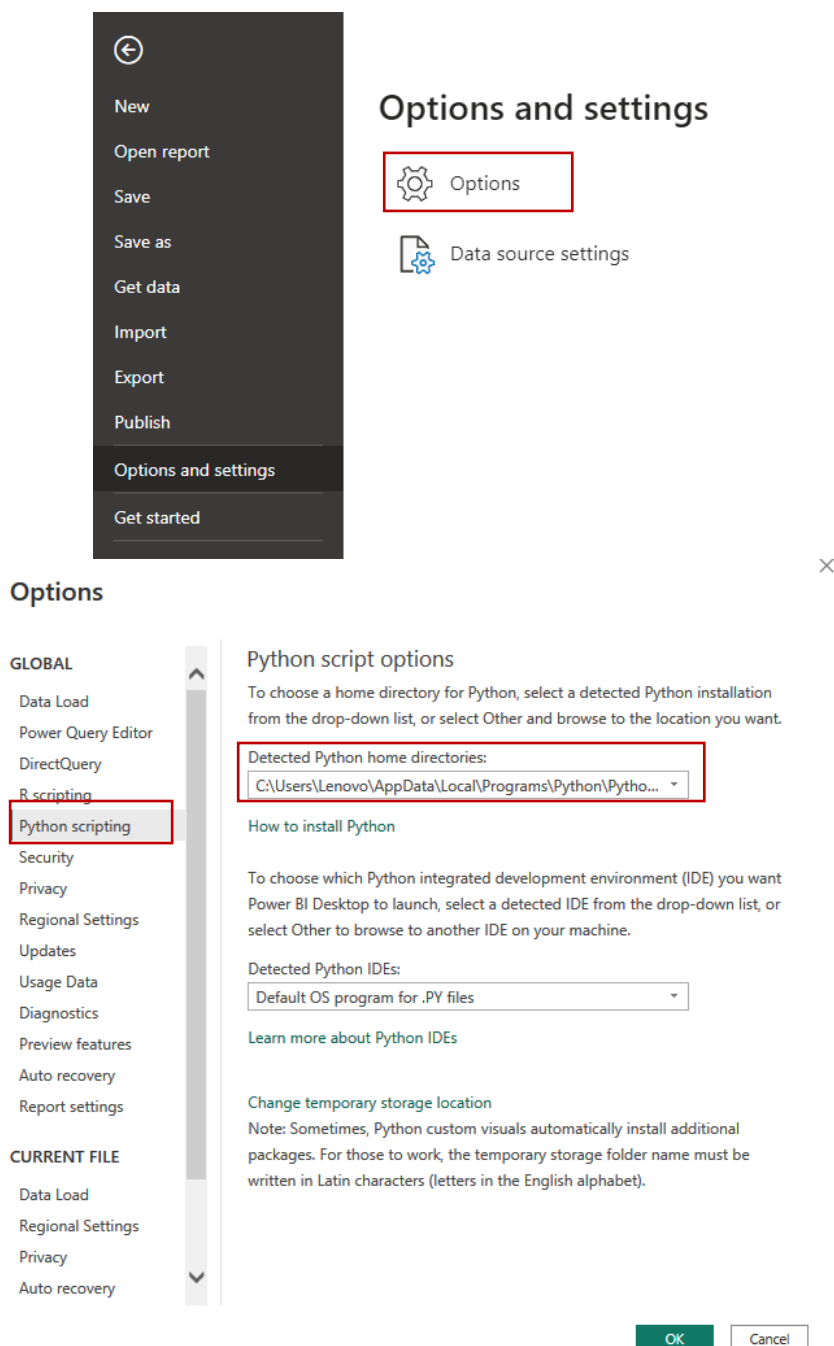 New
Open report
Save
Save as
Get data
Import
Export
Publish
Options and settings
Get started
Options and settings
Options
Data source settings
Options
GLOBAL
Data Load
Power Query Editor
DirectQuery
R scripting
Python scripting
Security
Privacy
Regional Settings
Updates
Usage Data
Diagnostics
Preview features
Auto recovery
Report settings
CURRENT FILE
Data Load
Regional Settings
Privacy
Auto recovery
Python script options
To choose a home directory for Python, select a detected Python installation
from the drop-down list, or select Other and browse to the location you want.
Detected Python home directories:
C:\Users\Lenovo\AppData\Local\Programs\Python\Pytho...
How to install Python
To choose which Python integrated development environment (IDE) you want
Power BI Desktop to launch, select a detected IDE from the drop-down list, or
select Other to browse to another IDE on your machine.
Detected Python IDEs:
Default OS program for .PY files
Learn more about Python IDEs
Change temporary storage location
Note: Sometimes, Python custom visuals automatically install additional
packages. For those to work, the temporary storage folder name must be
written in Latin characters (letters in the English alphabet).
OK
Cancel